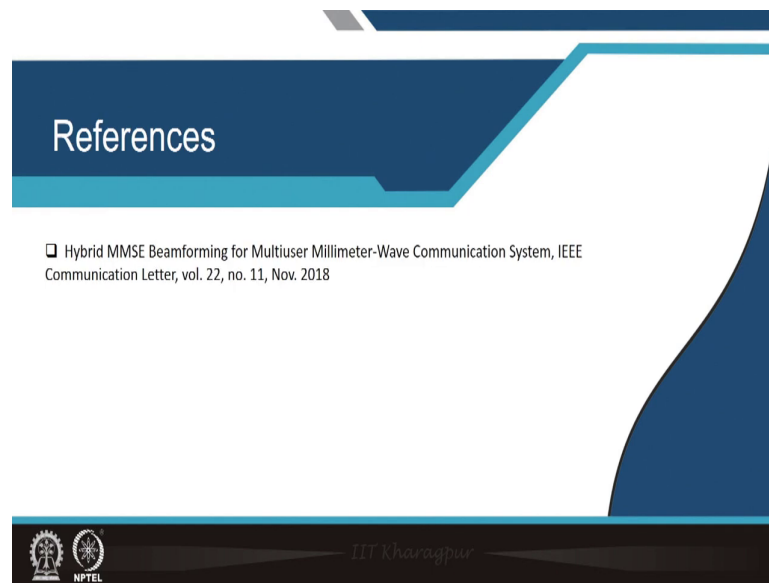 References
❑ Hybrid MMSE Beamforming for Multiuser Millimeter-Wave Communication System, IEEE
Communication Letter, vol. 22, no. 11, Nov. 2018
IIT Kharagpur
NPTEL